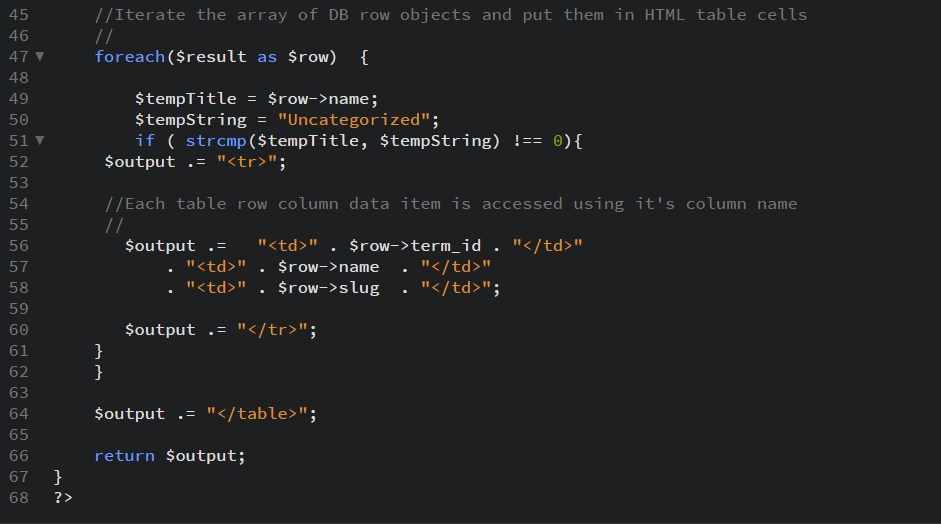 45 //Iterate the array of DB row objects and put them in HTML table cells
46 //
47 foreach($result as $row)  {
48
49 $tempTitle = $row->name;
50 $tempString = "Uncategorized";
51 if ( strcmp($tempTitle, $tempString) !== 0){
52 $output .= "<tr>";
53
54 //Each table row column data item is accessed using it's column name
55 //
56 $output .=   "<td>" . $row->term_id . "</td>"
57 . "<td>" . $row->name  . "</td>"
58 . "<td>" . $row->slug  . "</td>";
59
60 $output .= "</tr>";
61 }
62 }
63
64 $output .= "</table>";
65
66 return $output;
67 }
68 ?>